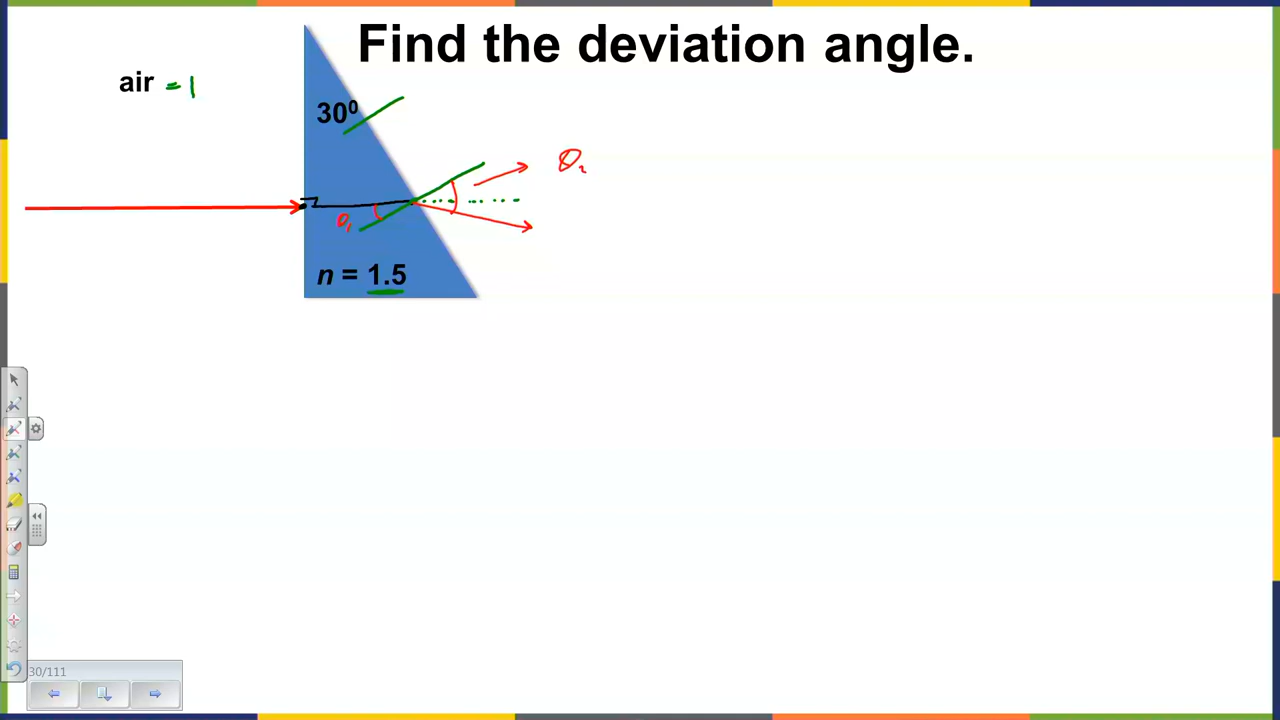 Find the deviation angle.
air = 1
30⁰
θ₂
θ₁
n = 1.5
30/111